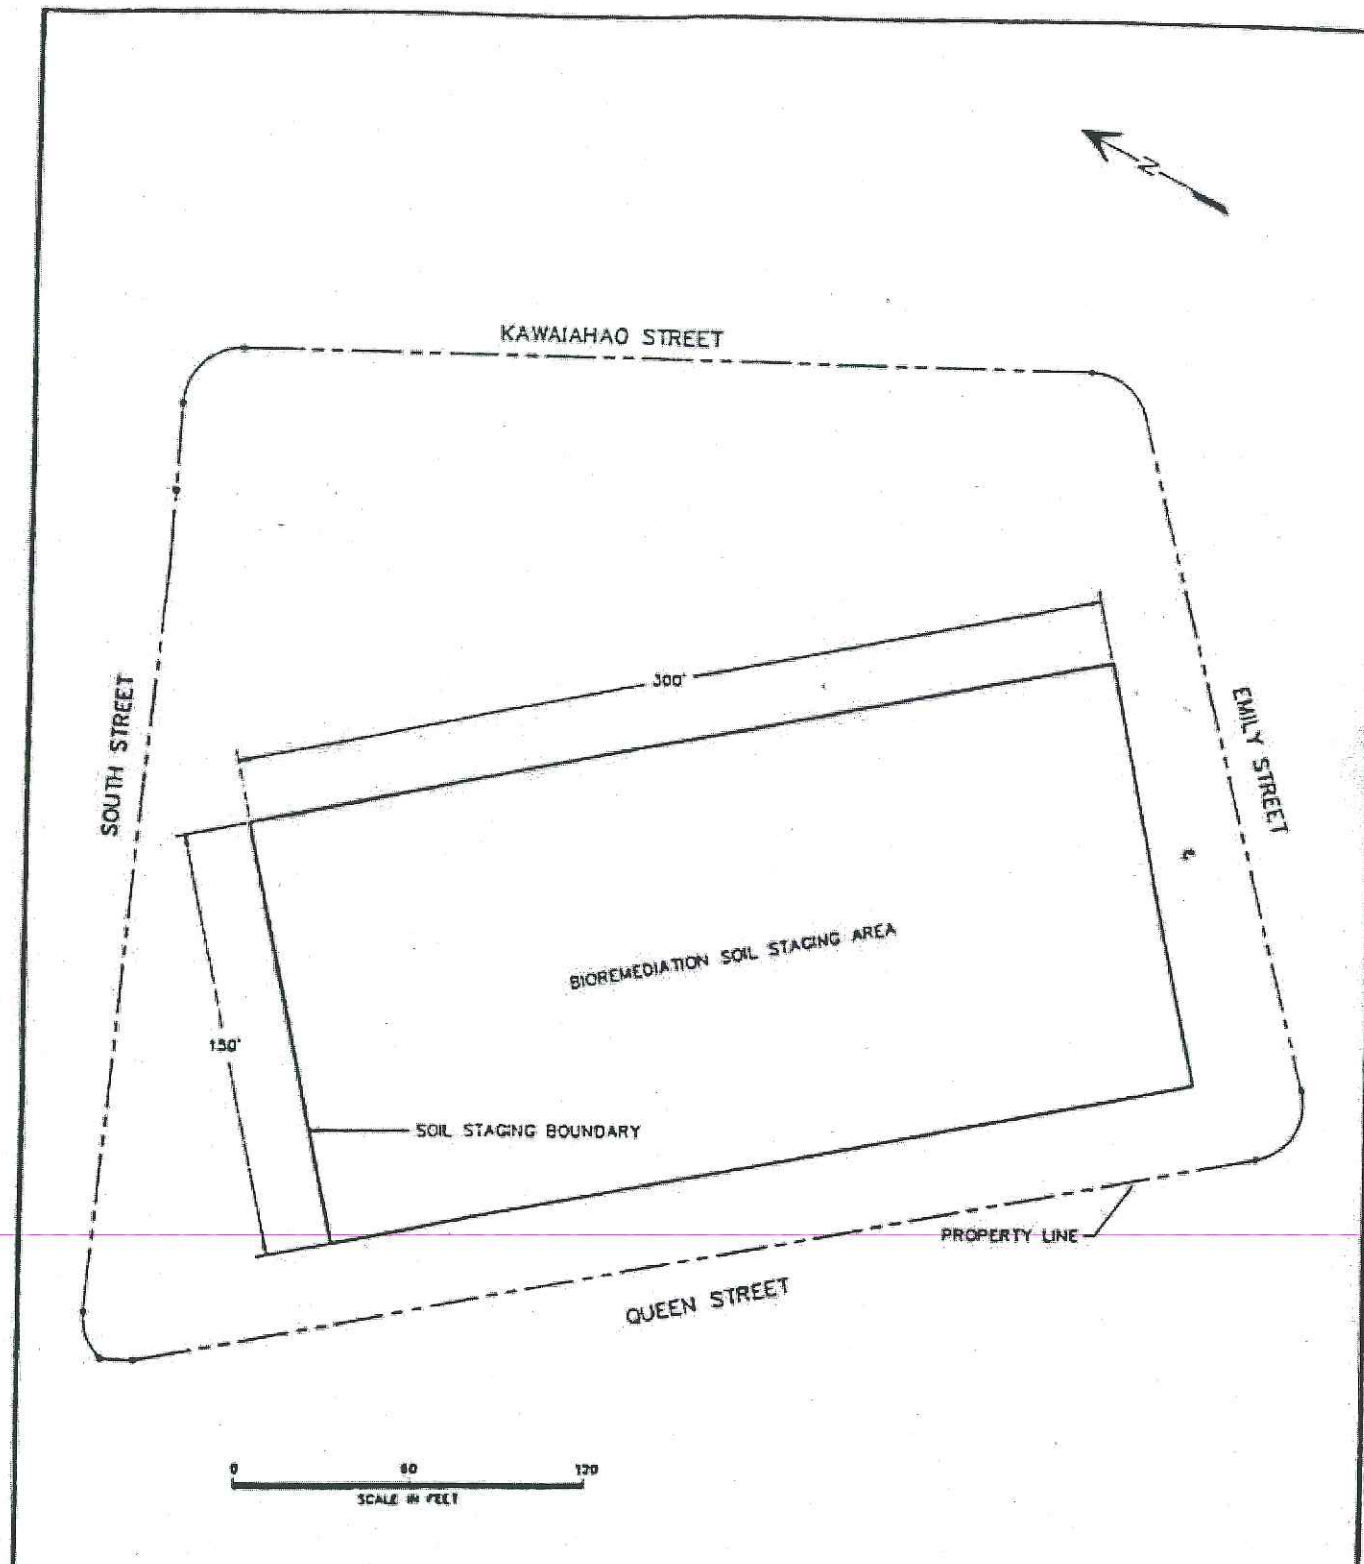 N
KAWAIAHAO STREET
300'
SOUTH STREET
EMILY STREET
BIOREMEDIATION SOIL STAGING AREA
150'
SOIL STAGING BOUNDARY
PROPERTY LINE
QUEEN STREET
0 60 120
SCALE IN FEET